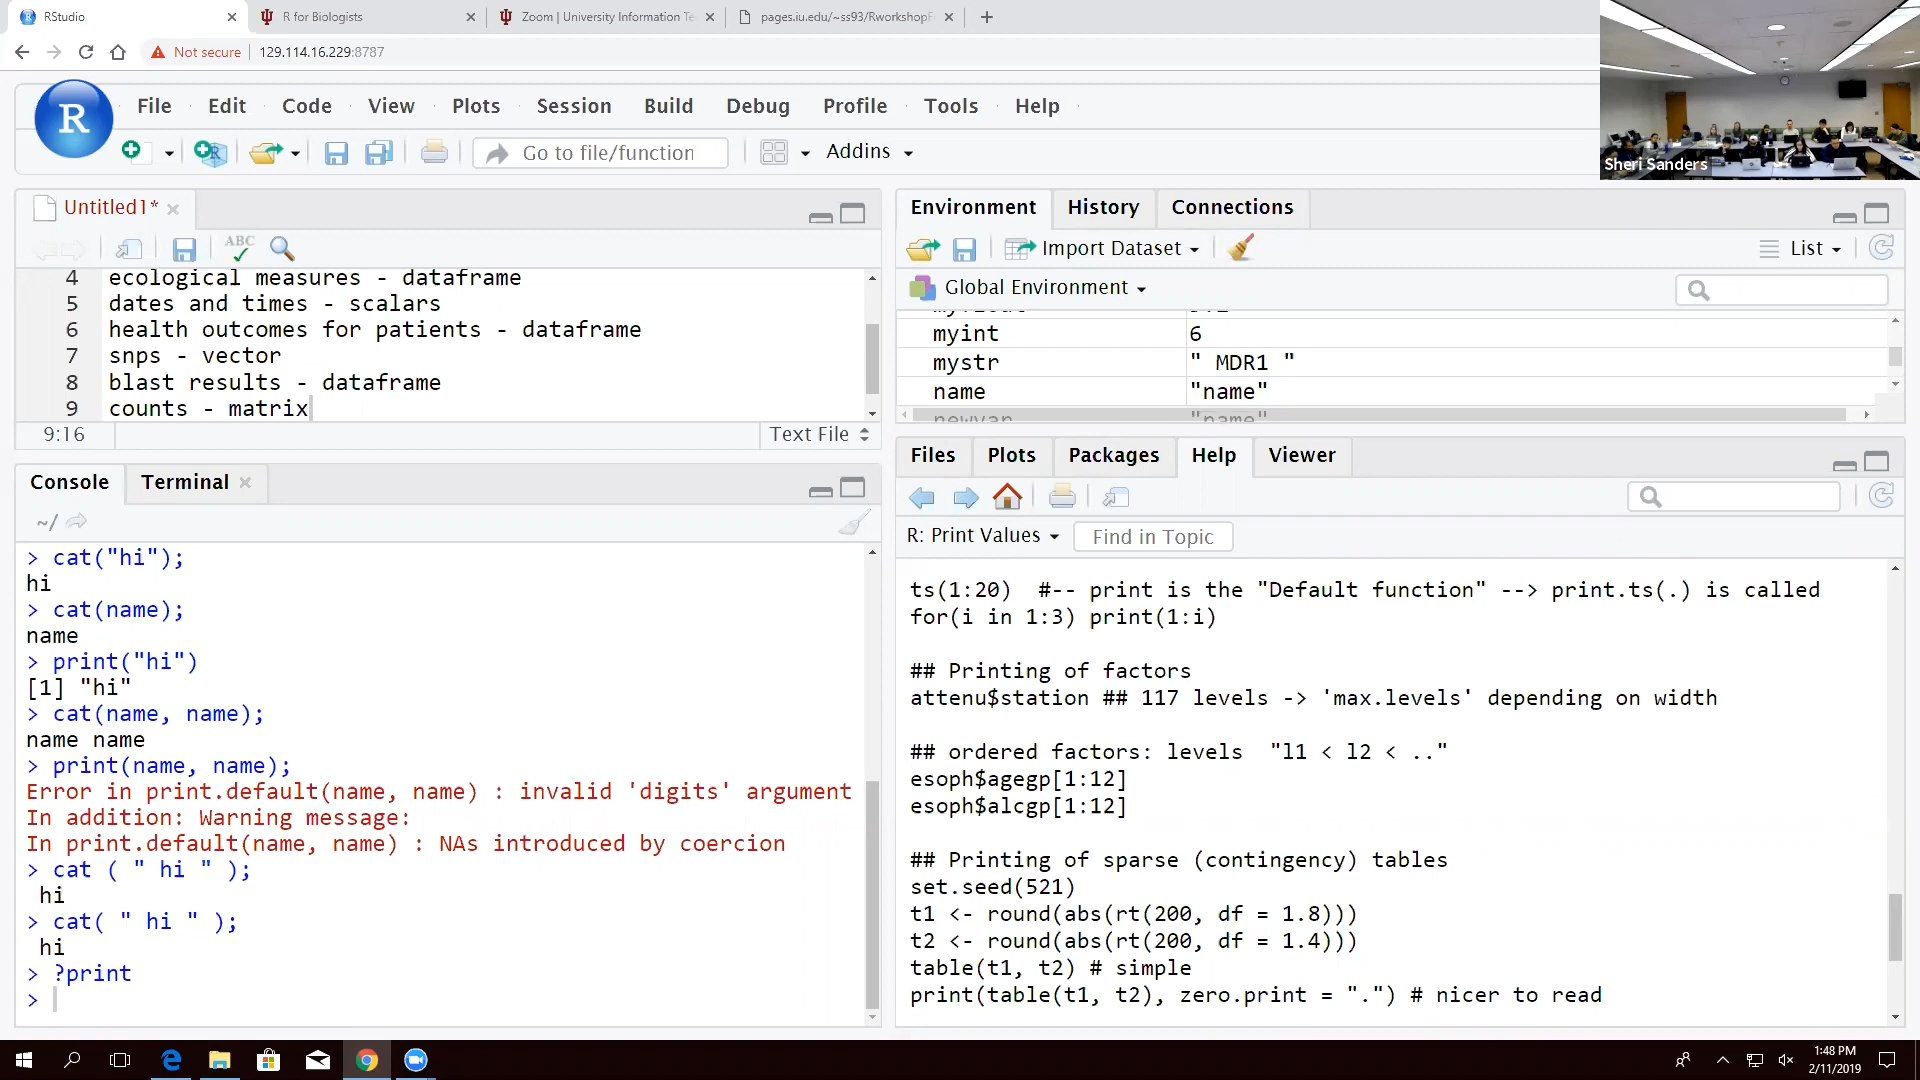 RStudio
R for Biologists
Zoom | University Information Te
pages.iu.edu/~ss93/RworkshopF
Not secure
129.114.16.229:8787
File Edit Code View Plots Session Build Debug Profile Tools Help
Go to file/function
Addins
Sheri Sanders
Untitled1*
ABC
4 ecological measures - dataframe
5 dates and times - scalars
6 health outcomes for patients - dataframe
7 snps - vector
8 blast results - dataframe
9 counts - matrix
9:16
Text File
Console Terminal
~/
> cat("hi");
hi
> cat(name);
name
> print("hi")
[1] "hi"
> cat(name, name);
name name
> print(name, name);
Error in print.default(name, name) : invalid 'digits' argument
In addition: Warning message:
In print.default(name, name) : NAs introduced by coercion
> cat ( " hi " );
hi
> cat( " hi " );
hi
> ?print
>
Environment History Connections
Import Dataset
List
Global Environment
myint 6
mystr " MDR1 "
name "name"
newvar "name"
Files Plots Packages Help Viewer
R: Print Values
Find in Topic
ts(1:20) #-- print is the "Default function" --> print.ts(.) is called
for(i in 1:3) print(1:i)
## Printing of factors
attenu$station ## 117 levels -> 'max.levels' depending on width
## ordered factors: levels "l1 < l2 < .."
esoph$agegp[1:12]
esoph$alcgp[1:12]
## Printing of sparse (contingency) tables
set.seed(521)
t1 <- round(abs(rt(200, df = 1.8)))
t2 <- round(abs(rt(200, df = 1.4)))
table(t1, t2) # simple
print(table(t1, t2), zero.print = ".") # nicer to read
1:48 PM
2/11/2019